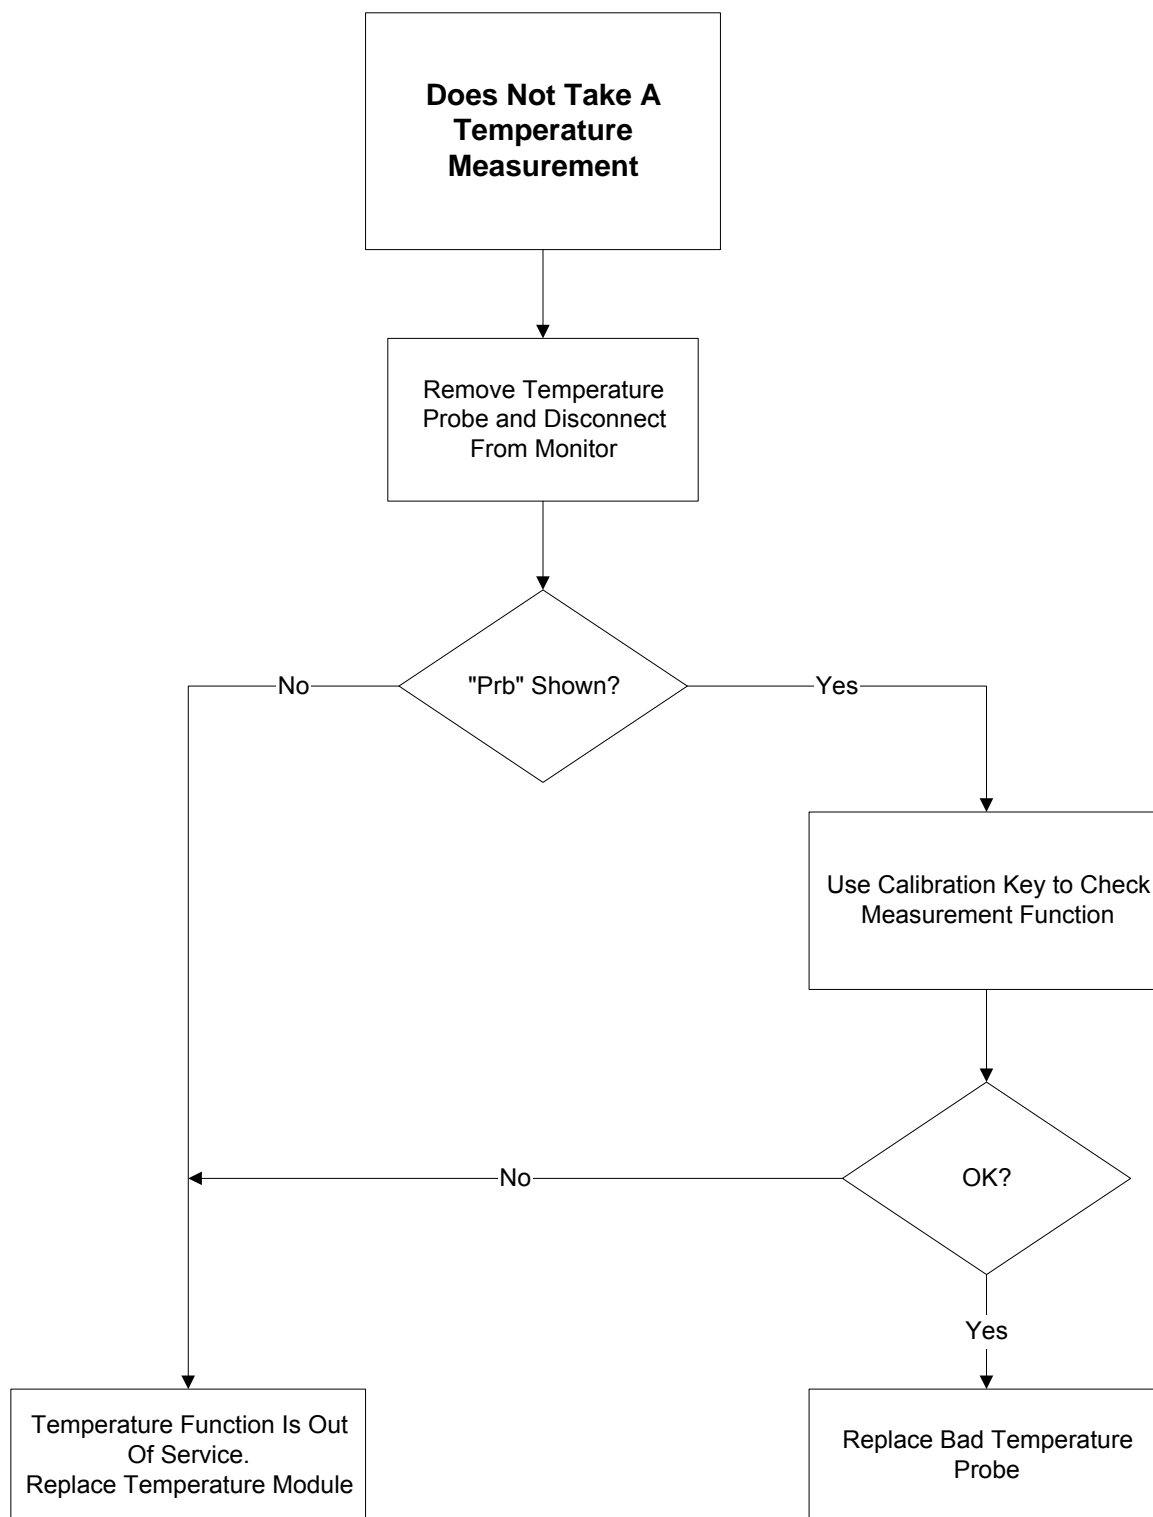 Does Not Take A
Temperature
Measurement
Remove Temperature
Probe and Disconnect
From Monitor
"Prb" Shown?
No
Yes
Use Calibration Key to Check
Measurement Function
OK?
No
Yes
Temperature Function Is Out
Of Service.
Replace Temperature Module
Replace Bad Temperature
Probe